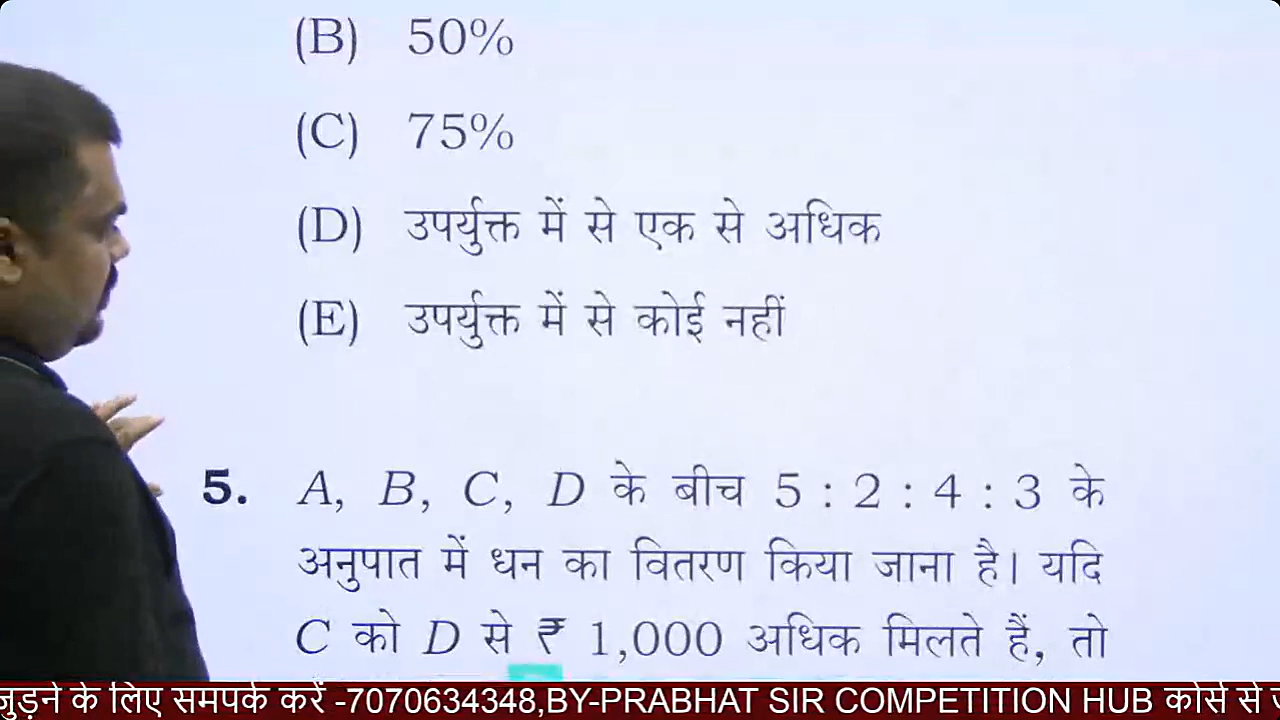 (B) 50%
(C) 75%
(D) उपर्युक्त में से एक से अधिक
(E) उपर्युक्त में से कोई नहीं
5. A, B, C, D के बीच 5 : 2 : 4 : 3 के
अनुपात में धन का वितरण किया जाना है। यदि
C को D से ₹ 1,000 अधिक मिलते हैं, तो
जुड़ने के लिए समपर्क करें -7070634348,BY-PRABHAT SIR COMPETITION HUB कोर्स से